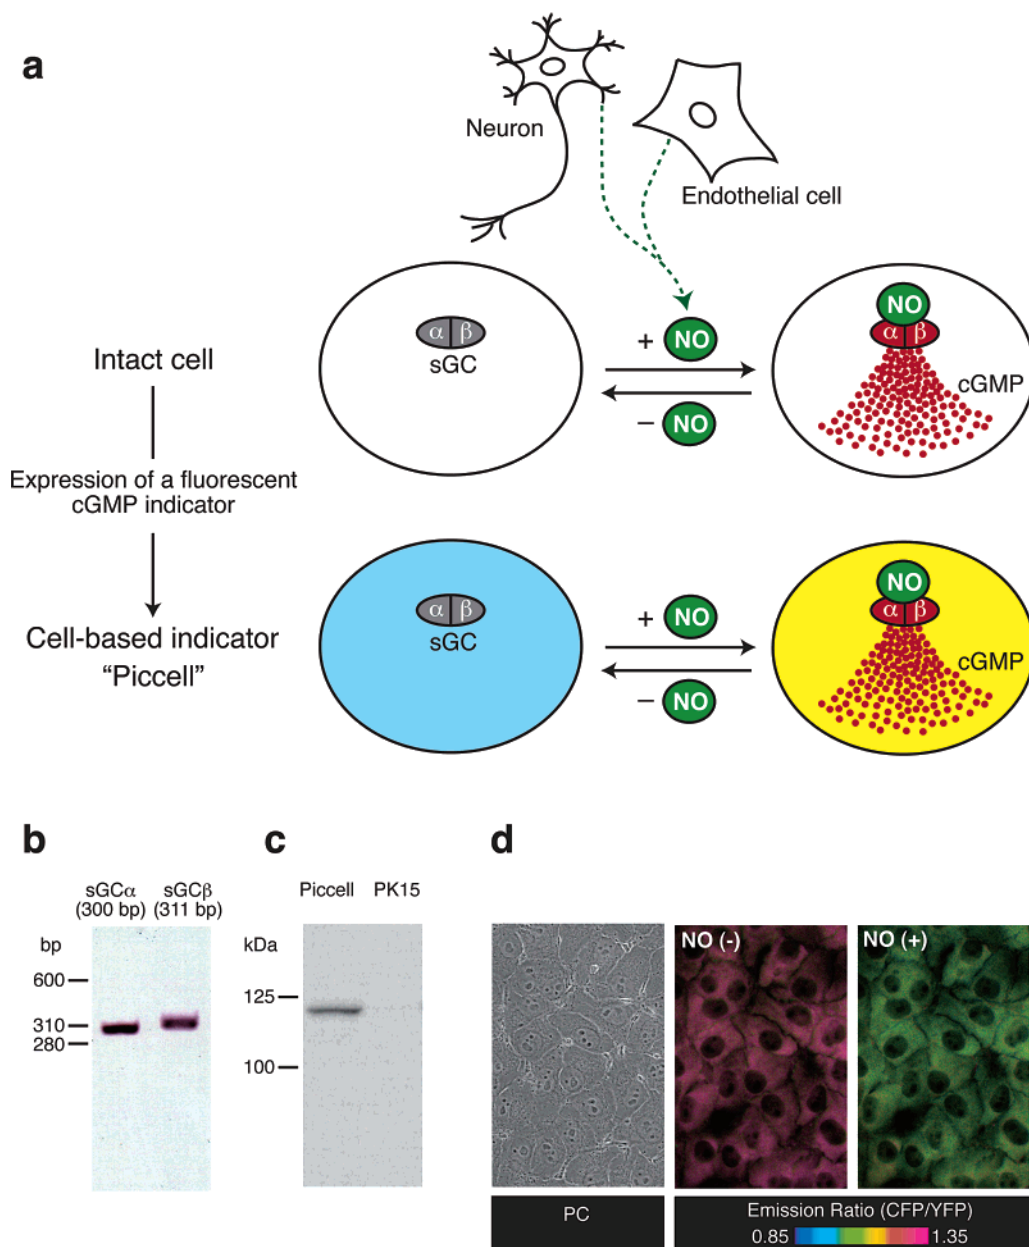 a
Neuron
Endothelial cell
Intact cell
α β
sGC
+ NO
− NO
NO
α β
cGMP
Expression of a fluorescent
cGMP indicator
Cell-based indicator
“Piccell”
α β
sGC
+ NO
− NO
NO
α β
cGMP
b
sGCα
(300 bp)
sGCβ
(311 bp)
bp
600
310
280
c
Piccell
PK15
kDa
125
100
d
NO (-)
NO (+)
PC
Emission Ratio (CFP/YFP)
0.85
1.35